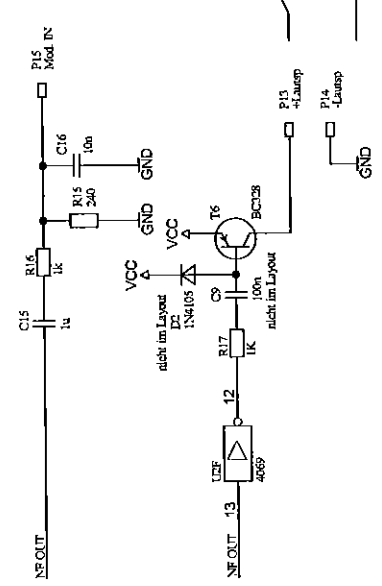 P15
Mod. IN
C16
10n
GND
R15
240
GND
R16
1k
C15
1u
NF OUT
P13
+Lautsp
P14
-Lautsp
GND
T6
BC328
VCC
VCC
nicht im Layout
D2
1N4105
C9
100n
nicht im Layout
R17
1K
12
U2F
4069
13
NF OUT